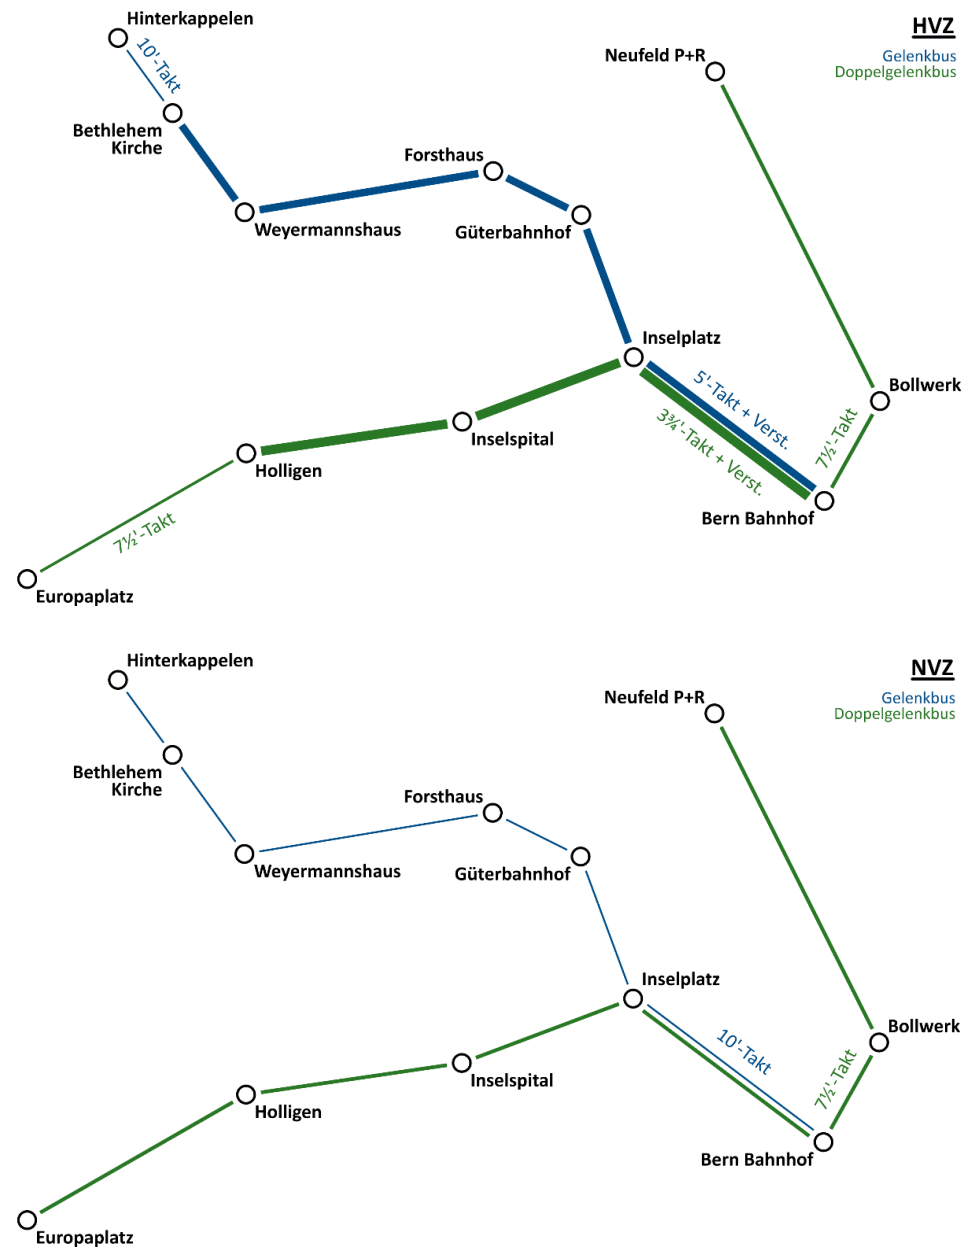 Hinterkappelen
HVZ
10'-Takt
Neufeld P+R
Gelenkbus
Doppelgelenkbus
Bethlehem
Kirche
Forsthaus
Weyermannshaus
Güterbahnhof
Inselplatz
5'-Takt + Verst.
3¾'-Takt + Verst.
Bollwerk
7½'-Takt
Inselspital
Holligen
Bern Bahnhof
7½'-Takt
Europaplatz
Hinterkappelen
NVZ
Neufeld P+R
Gelenkbus
Doppelgelenkbus
Bethlehem
Kirche
Forsthaus
Weyermannshaus
Güterbahnhof
Inselplatz
10'-Takt
Bollwerk
7½'-Takt
Inselspital
Holligen
Bern Bahnhof
Europaplatz